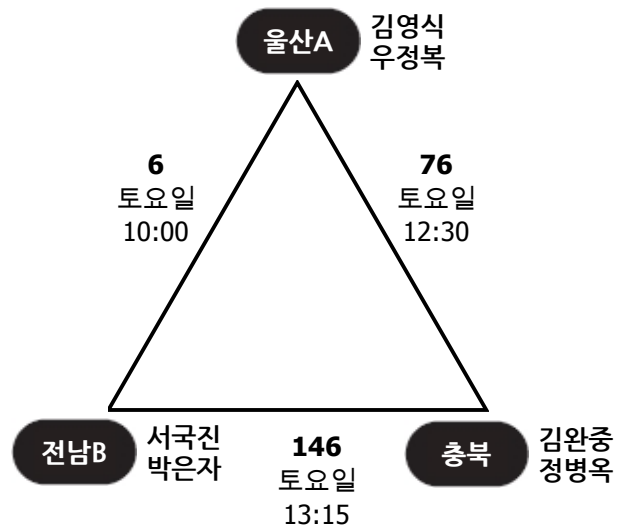 울산A
김영식
우정복
6
토요일
10:00
76
토요일
12:30
전남B
서국진
박은자
146
토요일
13:15
충북
김완중
정병옥